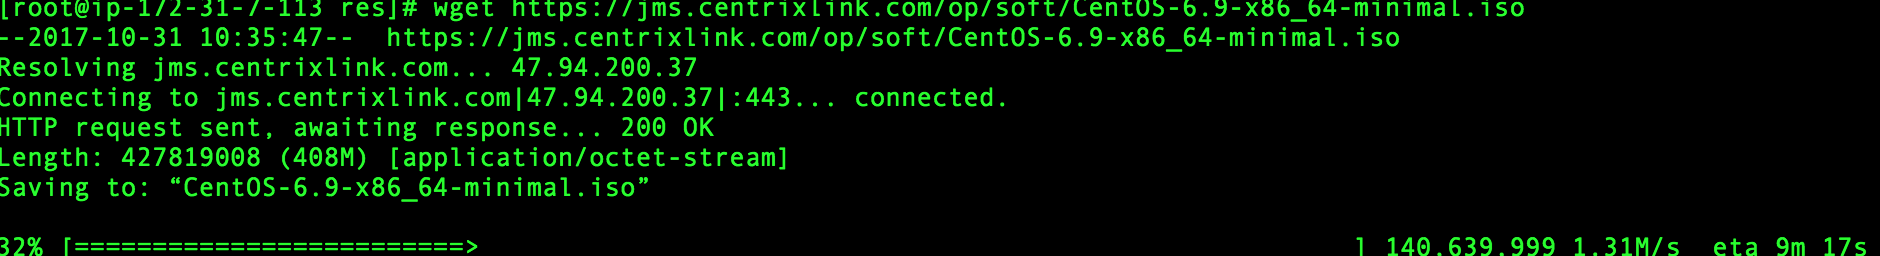 [root@ip-172-31-7-113 res]# wget https://jms.centrixlink.com/op/soft/CentOS-6.9-x86_64-minimal.iso
--2017-10-31 10:35:47--  https://jms.centrixlink.com/op/soft/CentOS-6.9-x86_64-minimal.iso
Resolving jms.centrixlink.com... 47.94.200.37
Connecting to jms.centrixlink.com|47.94.200.37|:443... connected.
HTTP request sent, awaiting response... 200 OK
Length: 427819008 (408M) [application/octet-stream]
Saving to: “CentOS-6.9-x86_64-minimal.iso”
32% [=========================>                                                         ] 140,639,999 1.31M/s  eta 9m 17s